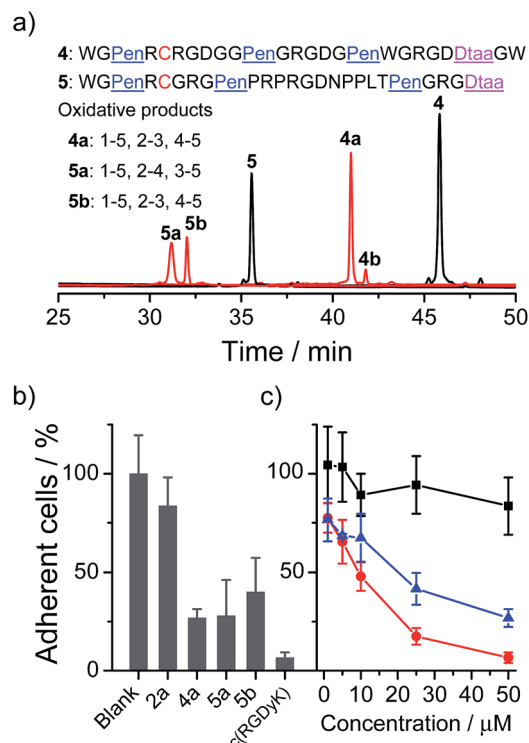 a)
4: WGPenRCRGDGGPenGRGDGPenWGRGDDtaaGW
5: WGPenRCGRGPenPRPRGDNPPLTPenGRGDtaa
Oxidative products
4a: 1-5, 2-3, 4-5
5a: 1-5, 2-4, 3-5
5b: 1-5, 2-3, 4-5
5a
5b
5
4a
4b
4
25 30 35 40 45 50
Time / min
b)
Adherent cells / %
100
50
0
Blank
2a
4a
5a
5b
c(RGDyK)
c)
100
50
0 10 20 30 40 50
Concentration / μM